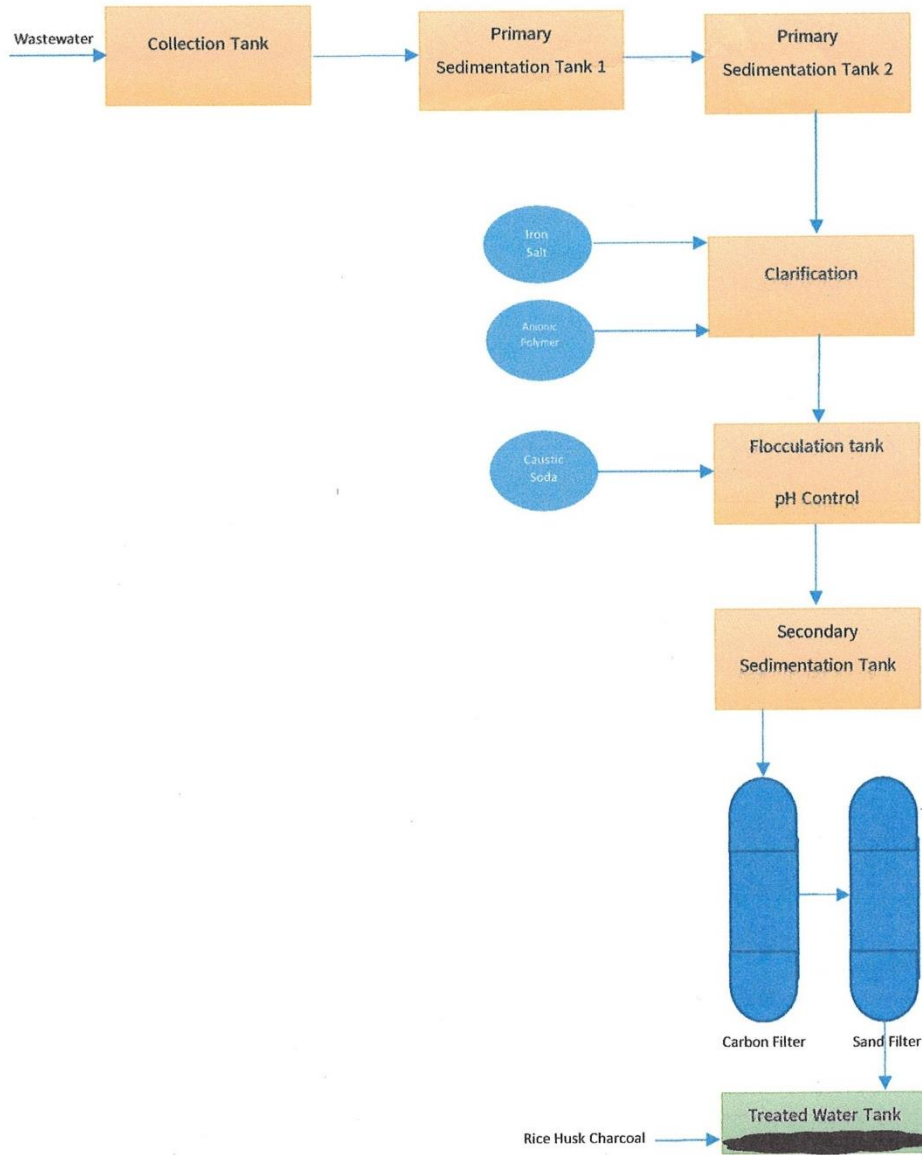 Wastewater
Collection Tank
Primary
Sedimentation Tank 1
Primary
Sedimentation Tank 2
Iron
Salt
Clarification
Anionic
Polymer
Flocculation tank
Caustic
Soda
pH Control
Secondary
Sedimentation Tank
Carbon Filter
Sand Filter
Treated Water Tank
Rice Husk Charcoal